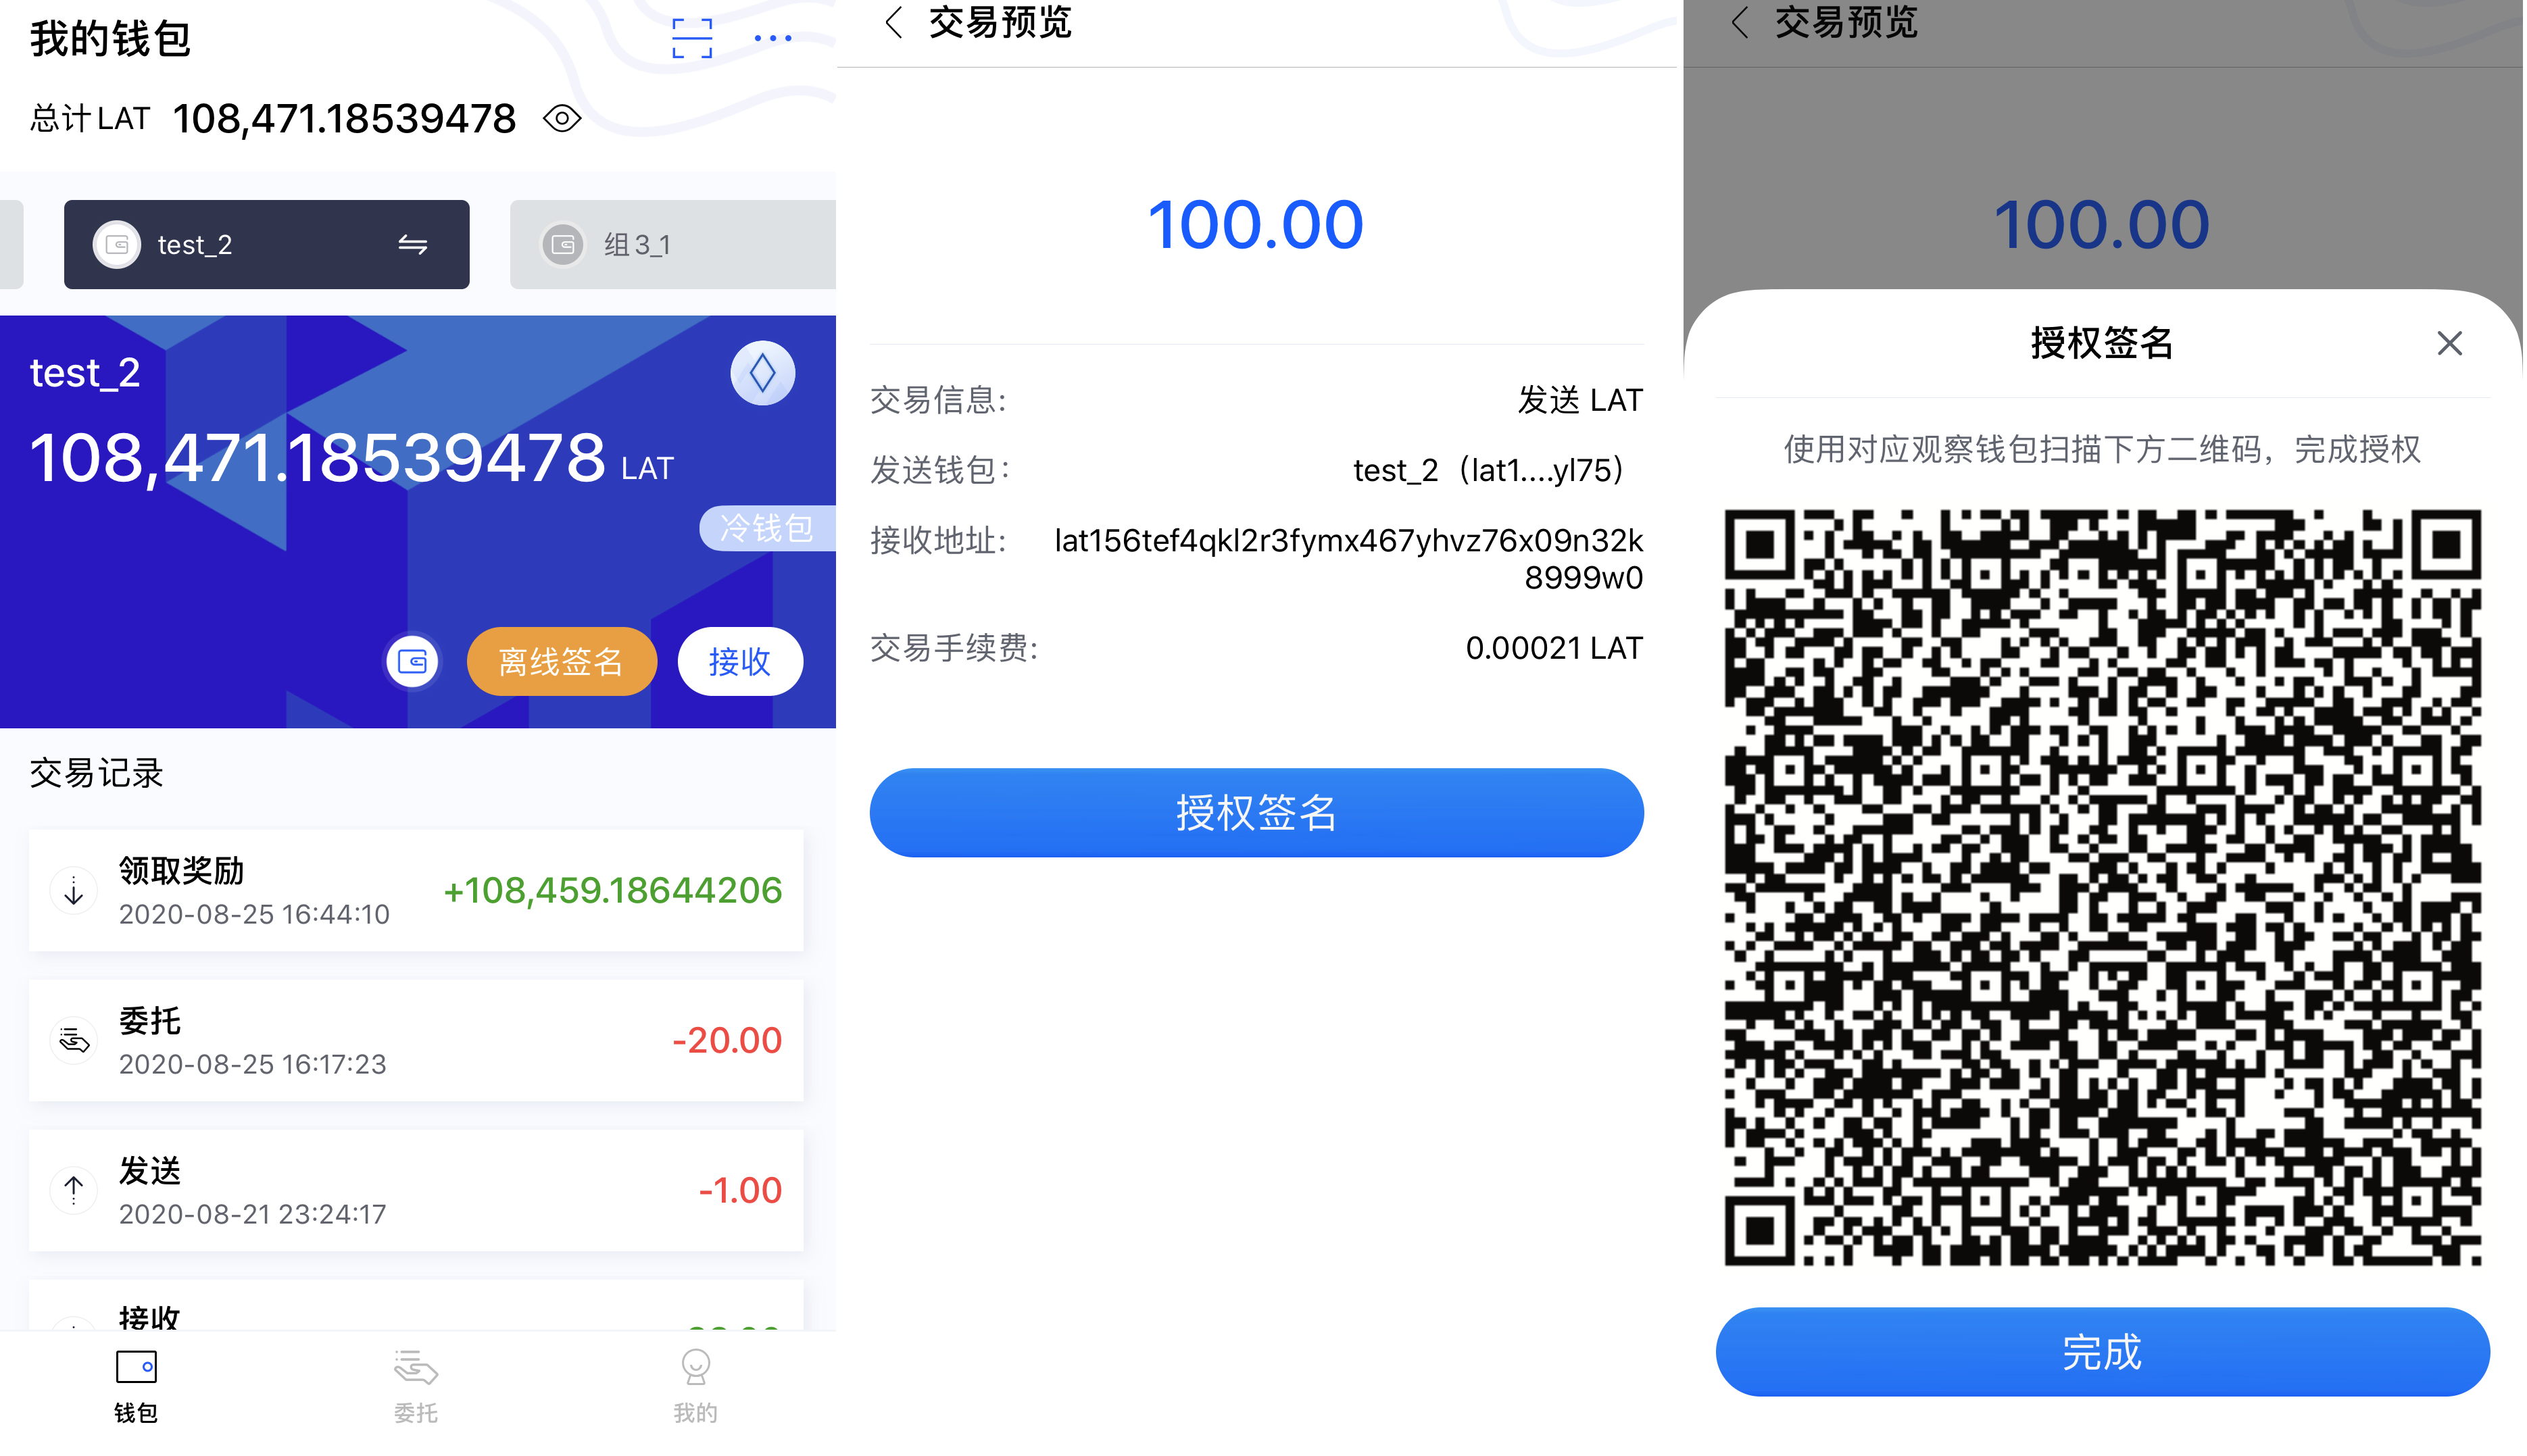 我的钱包
总计 LAT 108,471.18539478
test_2
组 3_1
test_2
108,471.18539478 LAT
冷钱包
离线签名
接收
交易记录
领取奖励
+108,459.18644206
2020-08-25 16:44:10
委托
-20.00
2020-08-25 16:17:23
发送
-1.00
2020-08-21 23:24:17
接收
钱包
委托
我的
交易预览
100.00
交易信息: 发送 LAT
发送钱包: test_2（lat1....yl75）
接收地址: lat156tef4qkl2r3fymx467yhvz76x09n32k
8999w0
交易手续费: 0.00021 LAT
授权签名
交易预览
100.00
授权签名
使用对应观察钱包扫描下方二维码，完成授权
完成